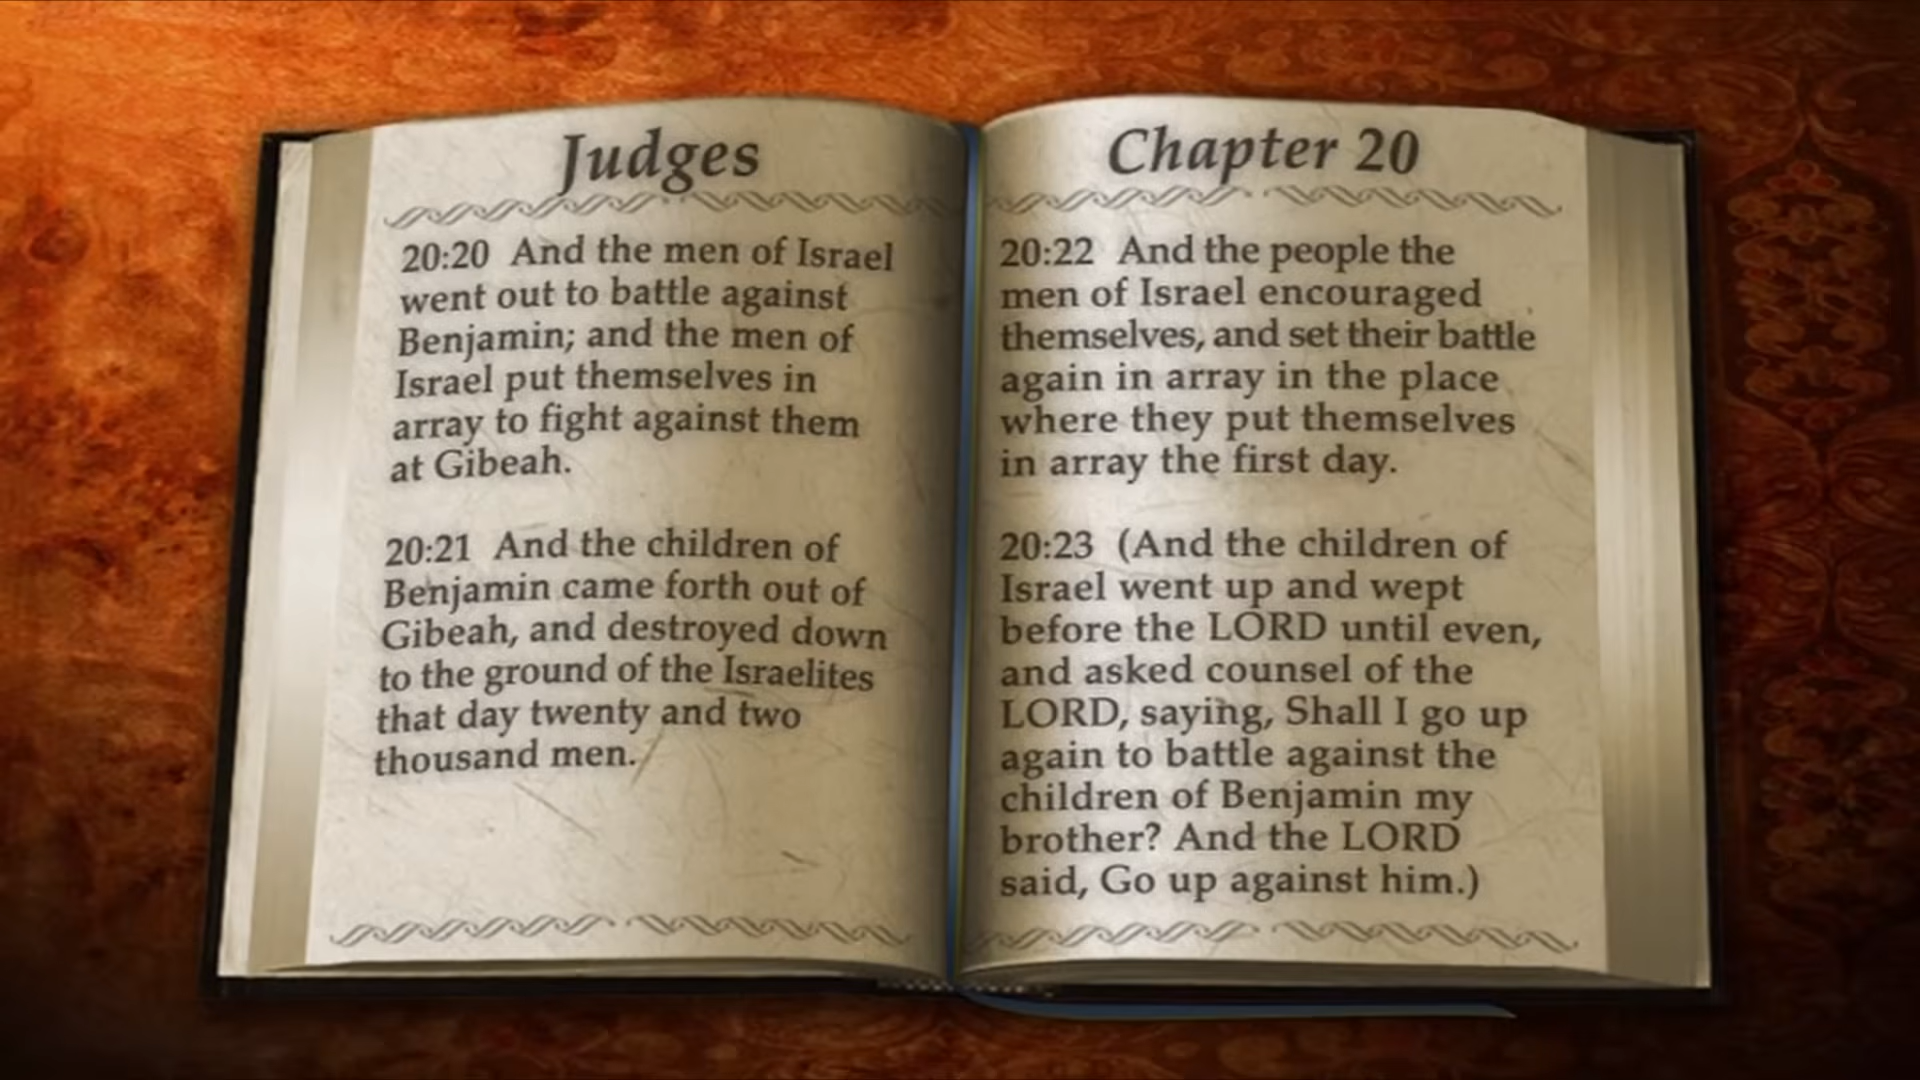 Judges
20:20 And the men of Israel
went out to battle against
Benjamin; and the men of
Israel put themselves in
array to fight against them
at Gibeah.
20:21 And the children of
Benjamin came forth out of
Gibeah, and destroyed down
to the ground of the Israelites
that day twenty and two
thousand men.
Chapter 20
20:22 And the people the
men of Israel encouraged
themselves, and set their battle
again in array in the place
where they put themselves
in array the first day.
20:23 (And the children of
Israel went up and wept
before the LORD until even,
and asked counsel of the
LORD, saying, Shall I go up
again to battle against the
children of Benjamin my
brother? And the LORD
said, Go up against him.)